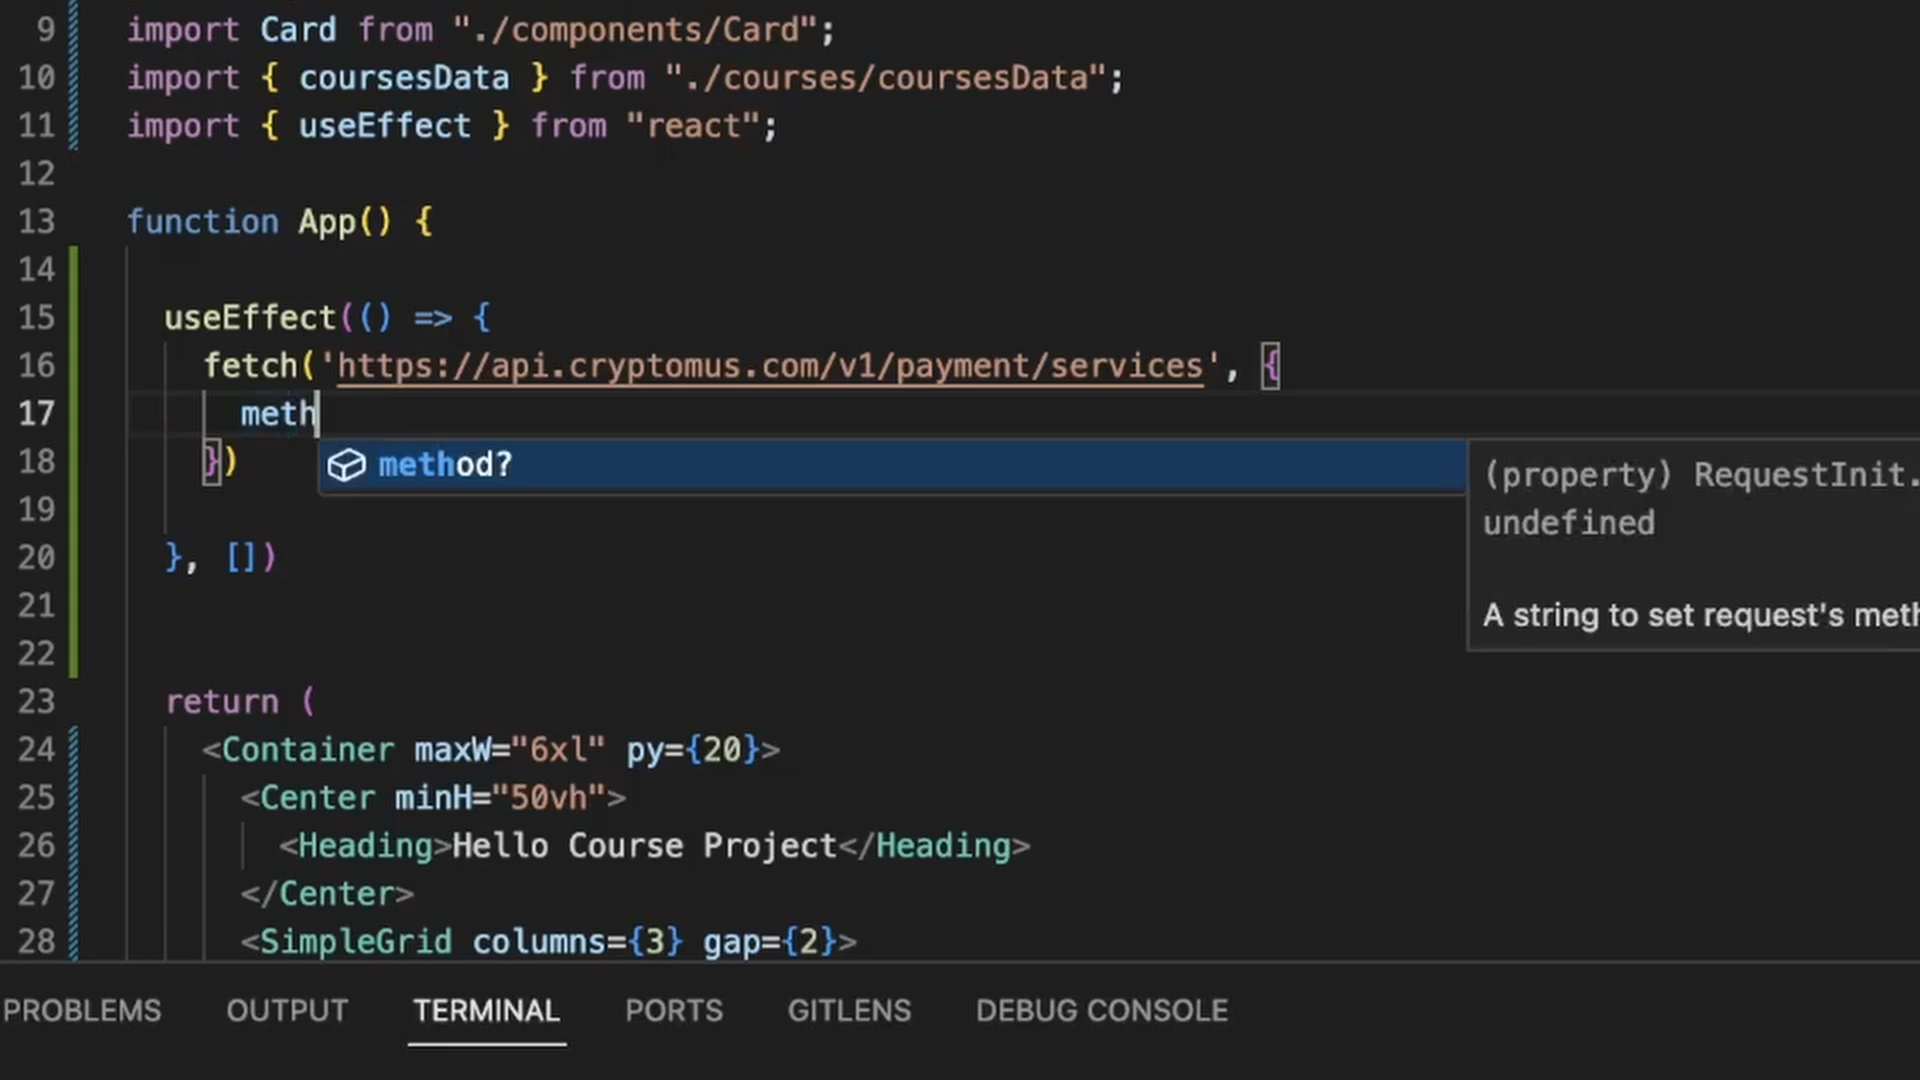 9 import Card from "./components/Card";
10 import { coursesData } from "./courses/coursesData";
11 import { useEffect } from "react";
12
13 function App() {
14
15 useEffect(() => {
16 fetch('https://api.cryptomus.com/v1/payment/services', {
17 meth
method?
(property) RequestInit.
undefined
A string to set request's meth
18 })
19
20 }, [])
21
22
23 return (
24 <Container maxW="6xl" py={20}>
25 <Center minH="50vh">
26 <Heading>Hello Course Project</Heading>
27 </Center>
28 <SimpleGrid columns={3} gap={2}>
PROBLEMS OUTPUT TERMINAL PORTS GITLENS DEBUG CONSOLE